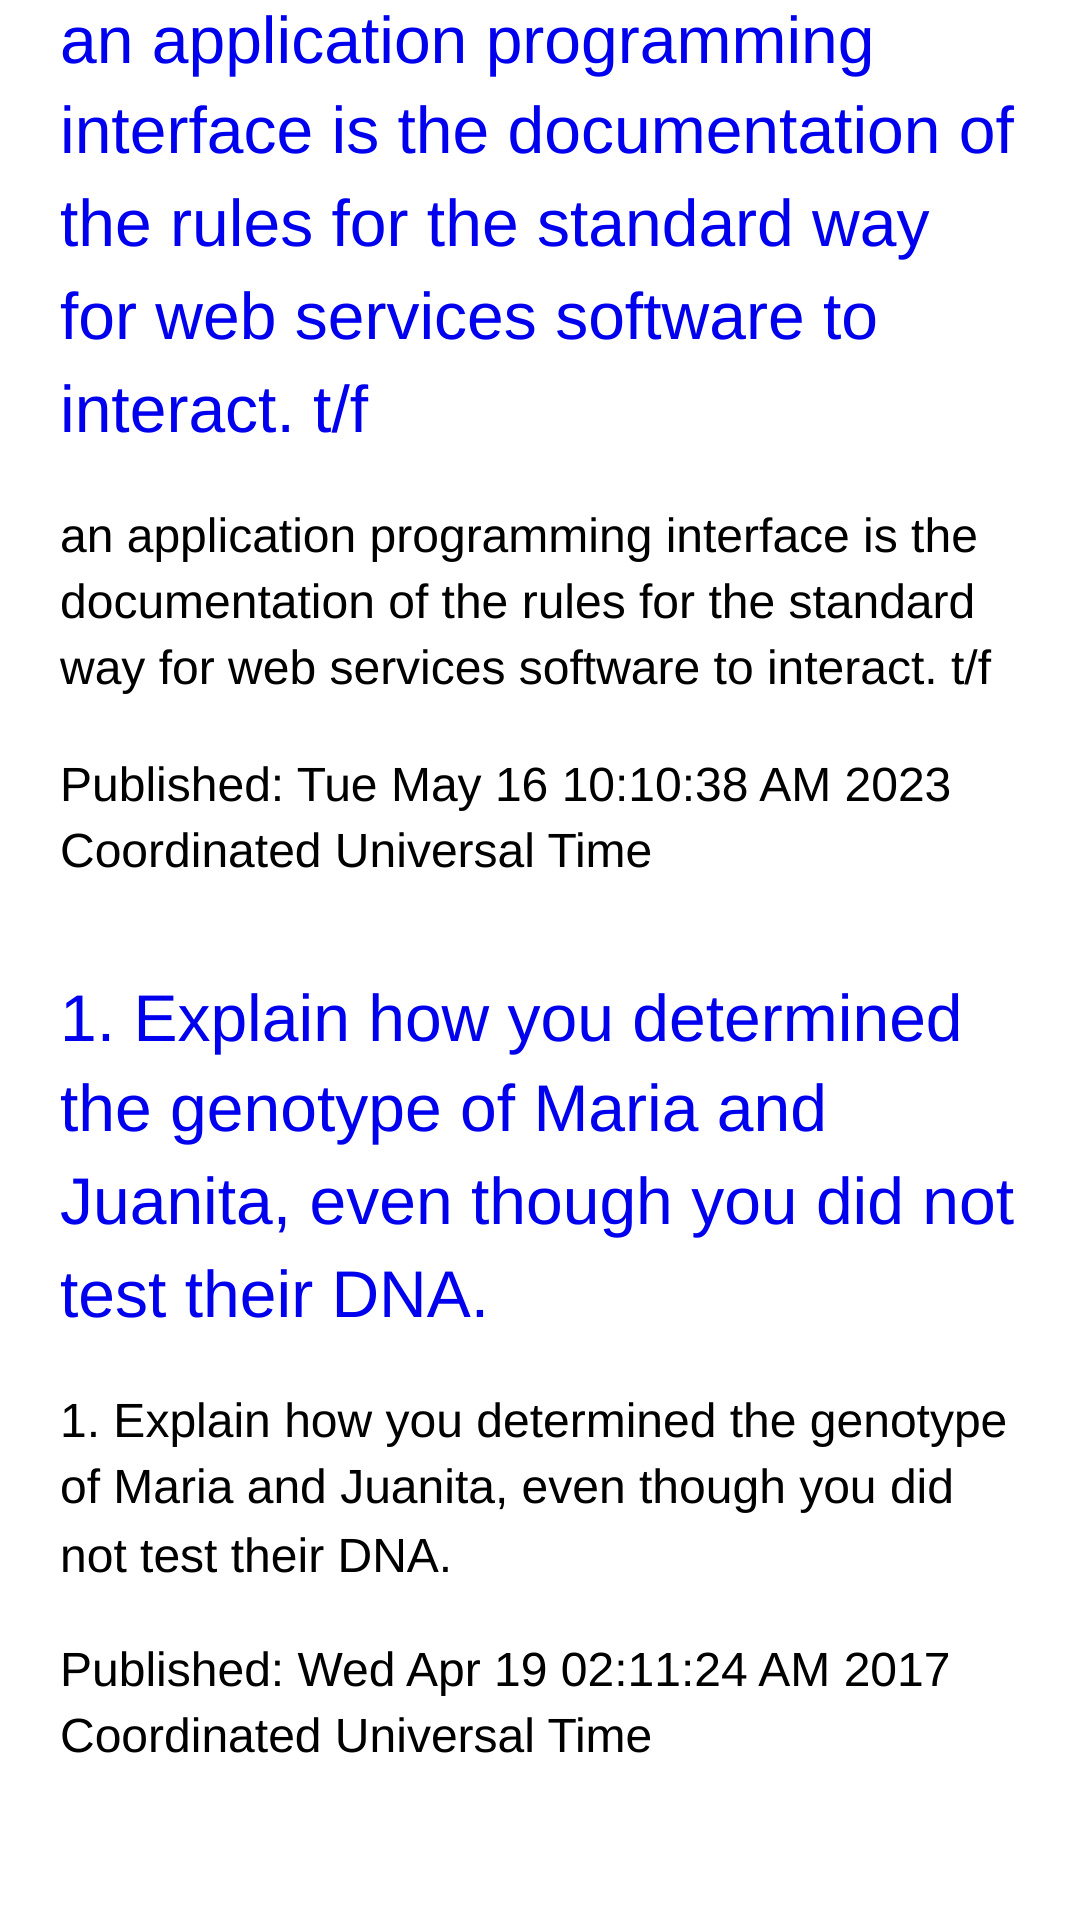 an application programming
interface is the documentation of
the rules for the standard way
for web services software to
interact. t/f
an application programming interface is the
documentation of the rules for the standard
way for web services software to interact. t/f
Published: Tue May 16 10:10:38 AM 2023
Coordinated Universal Time
1. Explain how you determined
the genotype of Maria and
Juanita, even though you did not
test their DNA.
1. Explain how you determined the genotype
of Maria and Juanita, even though you did
not test their DNA.
Published: Wed Apr 19 02:11:24 AM 2017
Coordinated Universal Time